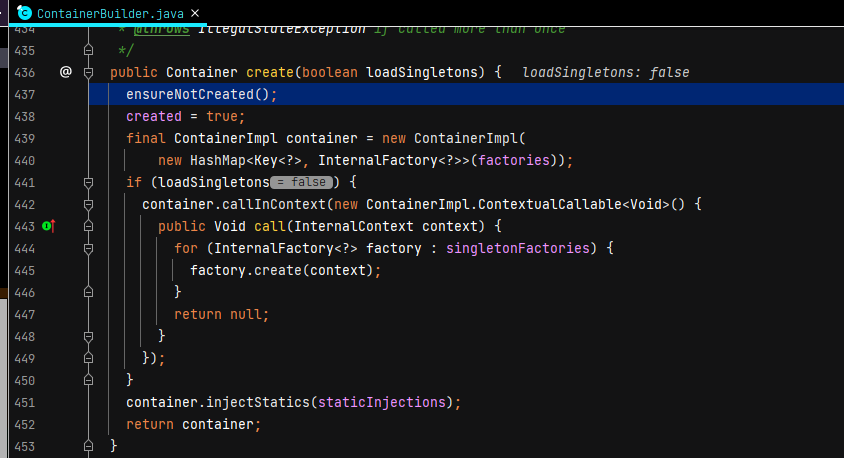 ContainerBuilder.java ×
434 * @throws IllegalStateException if called more than once
435 */
436 @ public Container create(boolean loadSingletons) { loadSingletons: false
437 ensureNotCreated();
438 created = true;
439 final ContainerImpl container = new ContainerImpl(
440 new HashMap<Key<?>, InternalFactory<?>>(factories));
441 if (loadSingletons = false ) {
442 container.callInContext(new ContainerImpl.ContextualCallable<Void>() {
443 public Void call(InternalContext context) {
444 for (InternalFactory<?> factory : singletonFactories) {
445 factory.create(context);
446 }
447 return null;
448 }
449 });
450 }
451 container.injectStatics(staticInjections);
452 return container;
453 }